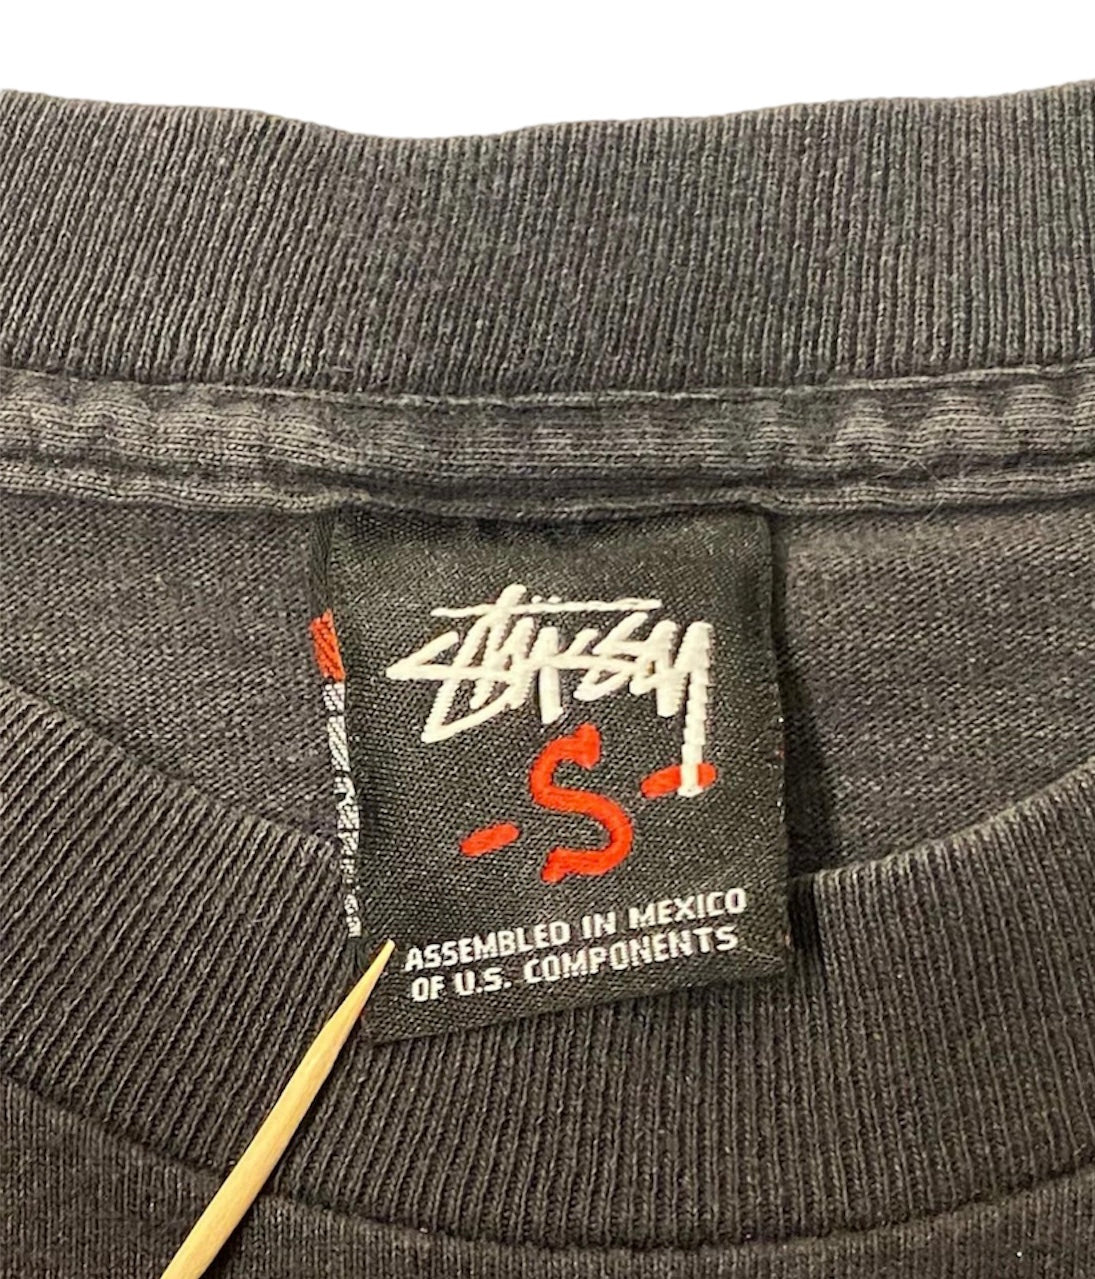 Stüssy
-S-
ASSEMBLED IN MEXICO
OF U.S. COMPONENTS